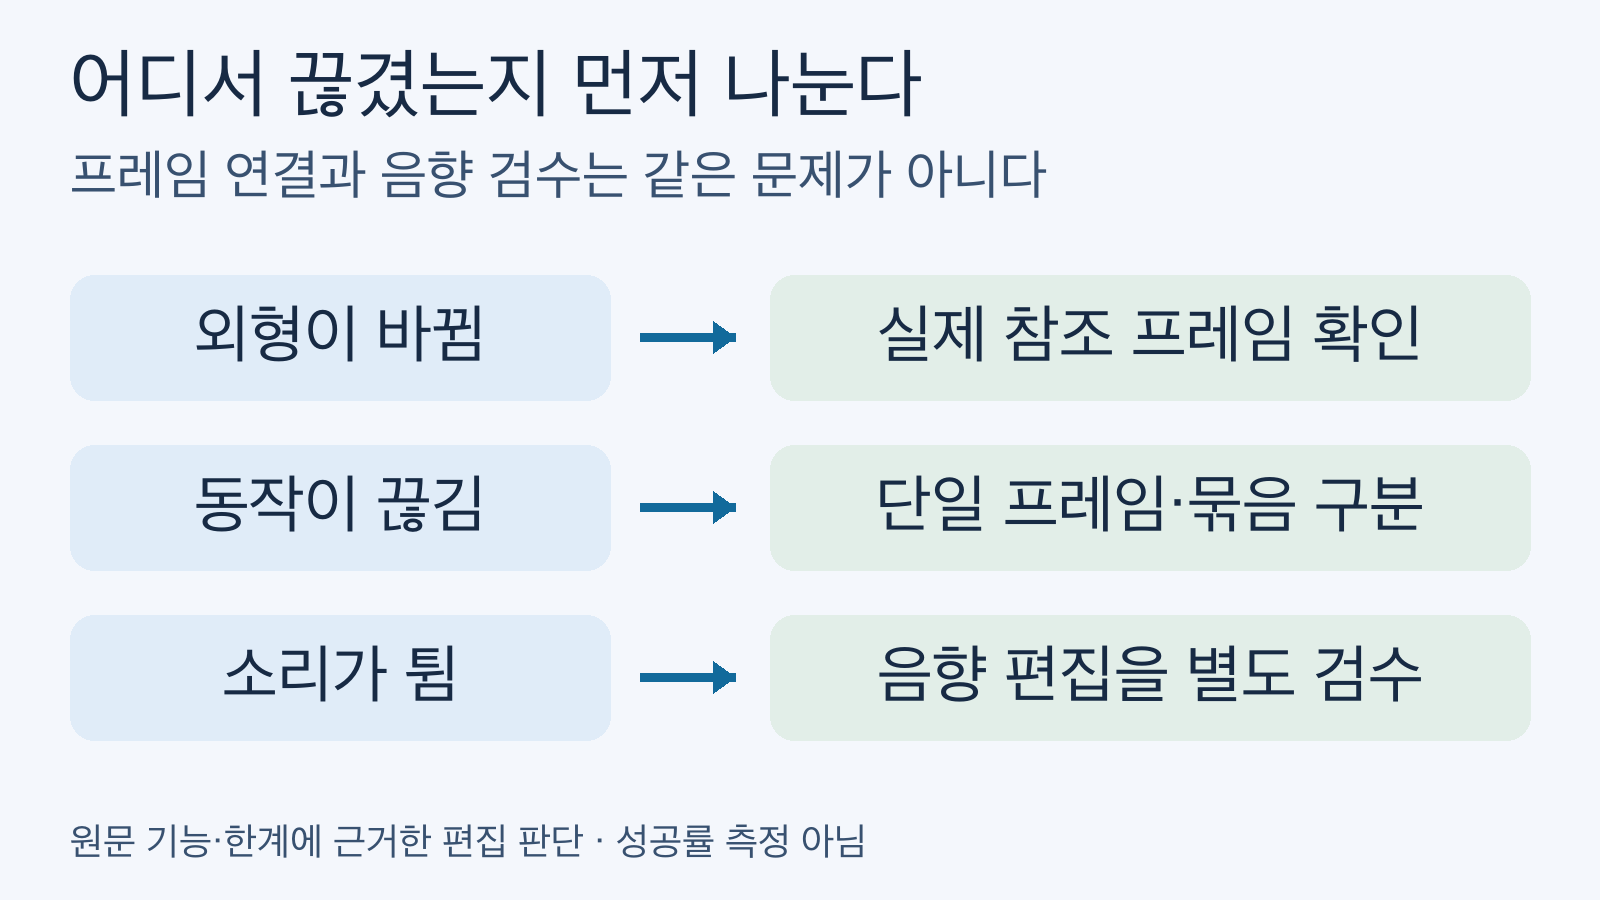 어디서 끊겼는지 먼저 나눈다
프레임 연결과 음향 검수는 같은 문제가 아니다
외형이 바뀜
실제 참조 프레임 확인
동작이 끊김
단일 프레임·묶음 구분
소리가 튐
음향 편집을 별도 검수
원문 기능·한계에 근거한 편집 판단 · 성공률 측정 아님